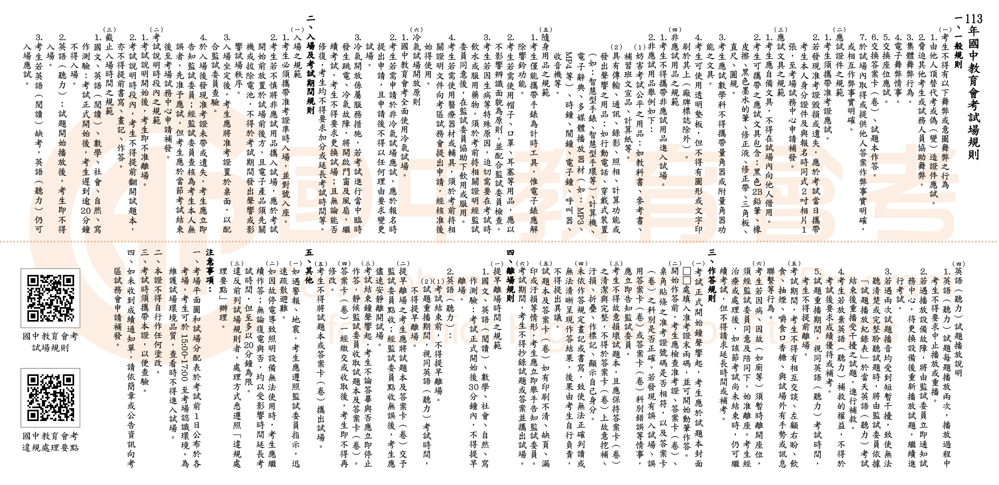 113年國中教育會考試場規則
一、一般規則
(一)考生不得有以下舞弊或意圖舞弊之行為
1.由他人頂替代考或偽(變)造證件應試。
2.脅迫其他考生或試務人員協助舞弊。
3.集體舞弊行為。
4.電子舞弊情事。
5.交換座位應試。
6.交換答案卡(卷)、試題本作答。
7.於試場內取得或提供他人答案作弊事實明確，
或相互作弊事實明確。
(二)應試證件之規範
1.考生須攜帶准考證應試。
2.若發現准考證毀損或遺失，應於考試當日攜帶
考生本人身分證件及與報名時同式2吋相片1
張，至考場試務中心申請補發。
(三)應試文具之規範
1.考生應自備文具，不得在試場內向他人借用。
2.考生可攜帶之應試文具包含：黑色2B鉛筆、橡
皮擦、黑色墨水的筆、修正液、修正帶、三角板、
直尺、圓規。
3.考生應試數學科不得攜帶量角器或附量角器功
能之文具。
4.考生可使用透明墊板，但不得有圖形或文字印
刷於其上(廠牌標誌除外)。
(四)非應試用品之規範
1.考生不得攜帶非應試用品進入試場。
2.非應試用品舉例如下：
(1)妨害考試公平之用品：如教科書、參考書、
補習班文宣品、計算紙等。
(2)具有傳輸、通訊、錄影、照相、計算功能或
發出聲響之用品：如行動電話、穿戴式裝置
(如：智慧型手錶、智慧型手環等)、計算機、
電子辭典、多媒體播放器材(如：MP3、
MP4等)、時鐘、鬧鐘、電子鐘、呼叫器、
收音機等。
(五)隨身用品之規範
1.考生僅能攜帶手錶為計時工具，惟電子錶應解
除響鈴功能。
2.考生若需使用帽子、口罩、耳塞等用品，應以
不影響辨識面貌為原則，並配合監試委員檢查。
3.考生若因生病等特殊原因，迫切需要在考試時
飲水或服用藥物，須於考前持相關證明經監試
委員同意後，在監試委員協助下飲用或服用。
4.考生若需使用醫療器材或輔具，須於考前持相
關證明文件向考區試務會提出申請，經核准後
始得使用。
(六)冷氣試場開放原則
1.國中教育會考全面使用冷氣試場。
2.考生若需申請於非冷氣試場應試，應於報名時
提出申請，且申請後不得以任何理由要求變更
試場。
3.冷氣開放係屬服務措施，若考試進行當中臨時
發生跳電、冷氣故障，將開啟門窗及風扇，繼
續考試，考生不得要求更換試場；且無論能否
修復，考生均不得要求加分或延長考試時間等。
二、入場及考試期間規則
(一)入場之規範
1.考生必須攜帶准考證準時入場，並對號入座。
2.考生若不慎將非應試用品攜入試場，應於考試
開始前放置於試場前後方，且電子產品須先關
機或拔除電池，不得於考試期間發出聲響或影
響試場秩序。
3.入場坐定後，考生應將准考證置於桌面，以配
合監試委員查驗。
4.於入場後發現准考證未帶或遺失，考生應立即
告知監試委員；經監試委員查核為考生本人無
誤者，先准予應試，但考生應於當節考試結束
後至考場試務中心申請補發。
(二)考試說明時段內之規範
1.考試說明開始後，考生即不准離場。
2.考試說明時段內，考生不得提前翻開試題本，
亦不得提前書寫、畫記、作答。
(三)截止入場時間之規範
1.國文、英語(閱讀)、數學、社會、自然、寫
作測驗：考試正式開始後，考生遲到逾20分鐘
不得入場。
2.英語(聽力)：試題開始播放後，考生即不得
入場。
3.考生若英語(閱讀)缺考，英語(聽力)仍可
入場應試。
(四)英語(聽力)試題播放說明
1.英語(聽力)試題每題播放兩次，播放過程中
考生不得要求中止播放或重播。
2.若遇播放設備故障，將由監試委員立即通知試
務中心，待更換設備後重新播放試題，繼續進
行考試。
3.若遇兩次試題播音均受到短暫干擾，致使無法
聽清楚或完整聆聽試題時，將由監試委員依據
「試題播放紀錄表」於當天英語(聽力)考試
結束後重播受干擾之試題，進行補救。
4.考生若放棄英語(聽力)補救的權益，不得於
考試後要求成績優待或補考。
5.試題重播期間，視同英語(聽力)考試時間，
考生不得提前離場。
(五)考試期間，考生不得有相互交談、左顧右盼、飲
食、抽煙、嚼食口香糖、與試場外有手勢或訊息
聯繫等行為。
(六)考生若因病、因故(如廁等)須暫時離開座位，
須經監試委員同意及陪同下，始准離座。考生經
治療或處理後，如該節考試尚未結束時，仍可繼
續考試，但不得請求延長時間或補考。
三、作答規則
(一)考試正式開始鐘聲響起，考生應於試題本封面
□□處填入准考證末兩碼，並可開始動筆作答。
(二)開始作答前，考生應檢查准考證、答案卡(卷)、
桌角貼條之准考證號碼是否相符，以及答案卡
(卷)之科別是否正確。若發現有誤入試場、誤
用答案卡(卷)或答案卡(卷)科別錯誤等情事，
應立即告知監試委員。
(三)考生不得故意損壞試題本，且應保持答案卡(卷)
之清潔與完整，不得於答案卡(卷)上故意挖補、
汙損、折疊、作標記、顯示自己身分。
(四)未依作答規定畫記或書寫，致使無法正確判讀或
無法清晰呈現作答結果，後果由考生自行負責，
不得提出異議。
(五)試題本及答案卡(卷)如有印刷不清、缺頁、漏
印或汙損等情形，考生應立即舉手告知監試委員。
(六)考試期間，考生不得抄錄試題或答案並攜出試場。
四、離場規則
(一)提早離場時間之規範
1.國文、英語(閱讀)、數學、社會、自然、寫
作測驗：考試正式開始後30分鐘內，不得提早
離場。
2.英語(聽力)：
(1)考試結束前，不得提早離場。
(2)試題重播期間，視同英語(聽力)考試時間，
不得提早離場。
(二)提早離場之考生應將試題本及答案卡(卷)交予
監試委員點收；經監試委員點收無誤後，考生應
儘速安靜離開試場。
(三)考試結束鐘聲響起，考生不論答畢與否應立即停止
作答，靜候監試委員收取試題本及答案卡(卷)。
(四)答案卡(卷)一經繳交或收取後，考生即不得再
修改。
(五)考生不得將試題本或答案卡(卷)攜出試場。
五、其他
(一)如遇警報、地震，考生應遵照監試委員指示，迅
速疏散避難。
(二)如因故停電導致照明設備無法使用時，考生應繼
續作答；無論復電與否，均以受影響時間延長考
試時間，但至多以20分鐘為限。
(三)違反前列試場規則者，處理方式悉遵照「違規處
理要點」辦理。
注意事項：
一、考場平面圖和試場分配表於考試前1日公布於各
考場，考生可於15:00~17:00至考場認識環境。為
維護試場環境品質，查看時不得進入試場。
二、本證不得自行作任何塗改。
三、考試時須攜帶本證，以便查驗。
四、如未收到成績通知單，請依簡章或公告資訊向考
區試務會申請補發。
國中教育會考
試場規則
國中教育會考
違規處理要點
國中教育會考
Comprehensive Assessment Program
for Junior High School Students